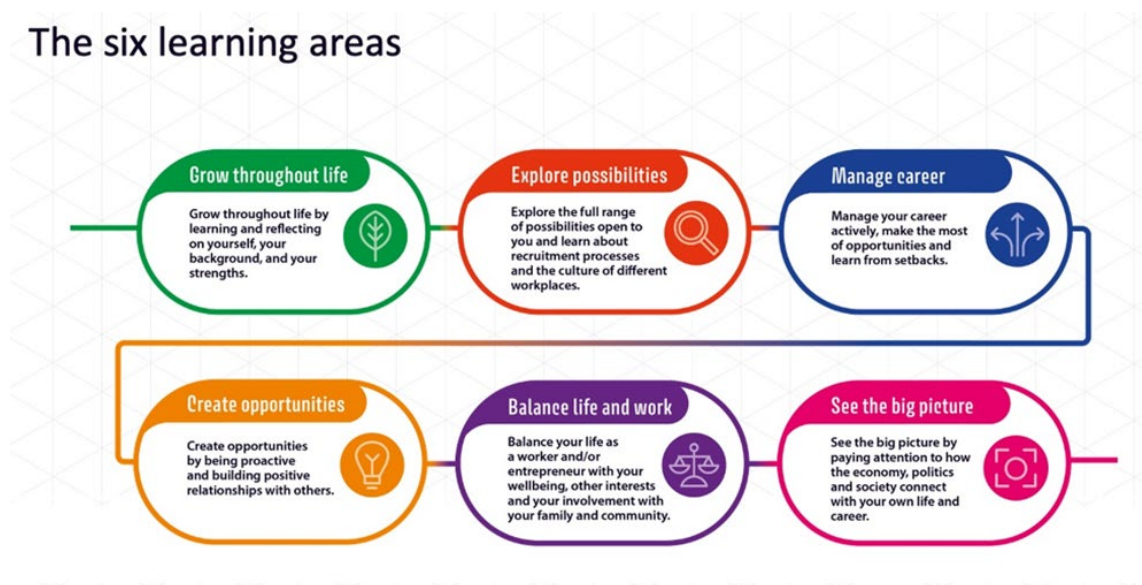 The six learning areas
Grow throughout life
Grow throughout life by
learning and reflecting
on yourself, your
background, and your
strengths.
Explore possibilities
Explore the full range
of possibilities open to
you and learn about
recruitment processes
and the culture of different
workplaces.
Manage career
Manage your career
actively, make the most
of opportunities and
learn from setbacks.
Create opportunities
Create opportunities
by being proactive
and building positive
relationships with others.
Balance life and work
Balance your life as
a worker and/or
entrepreneur with your
wellbeing, other interests
and your involvement with
your family and community.
See the big picture
See the big picture by
paying attention to how
the economy, politics
and society connect
with your own life and
career.